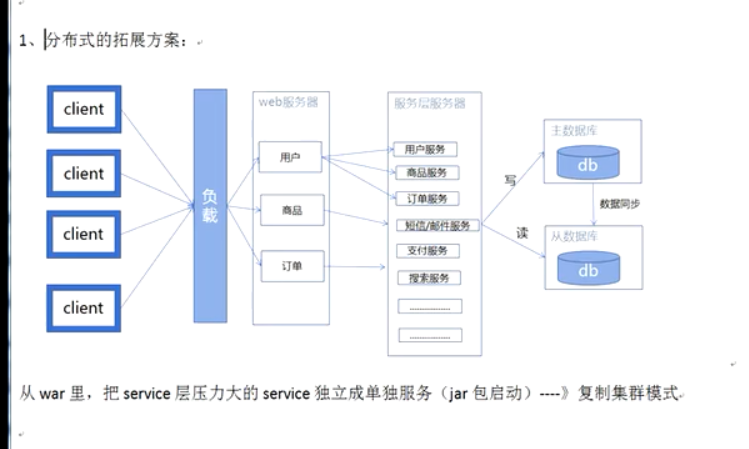 1、分布式的拓展方案：
client
client
client
client
负载
web服务器
用户
商品
订单
服务层服务器
用户服务
商品服务
订单服务
短信/邮件服务
支付服务
搜索服务
................
................
写
读
主数据库
db
数据同步
从数据库
db
从 war 里，把 service 层压力大的 service 独立成单独服务（jar 包启动）----》复制集群模式